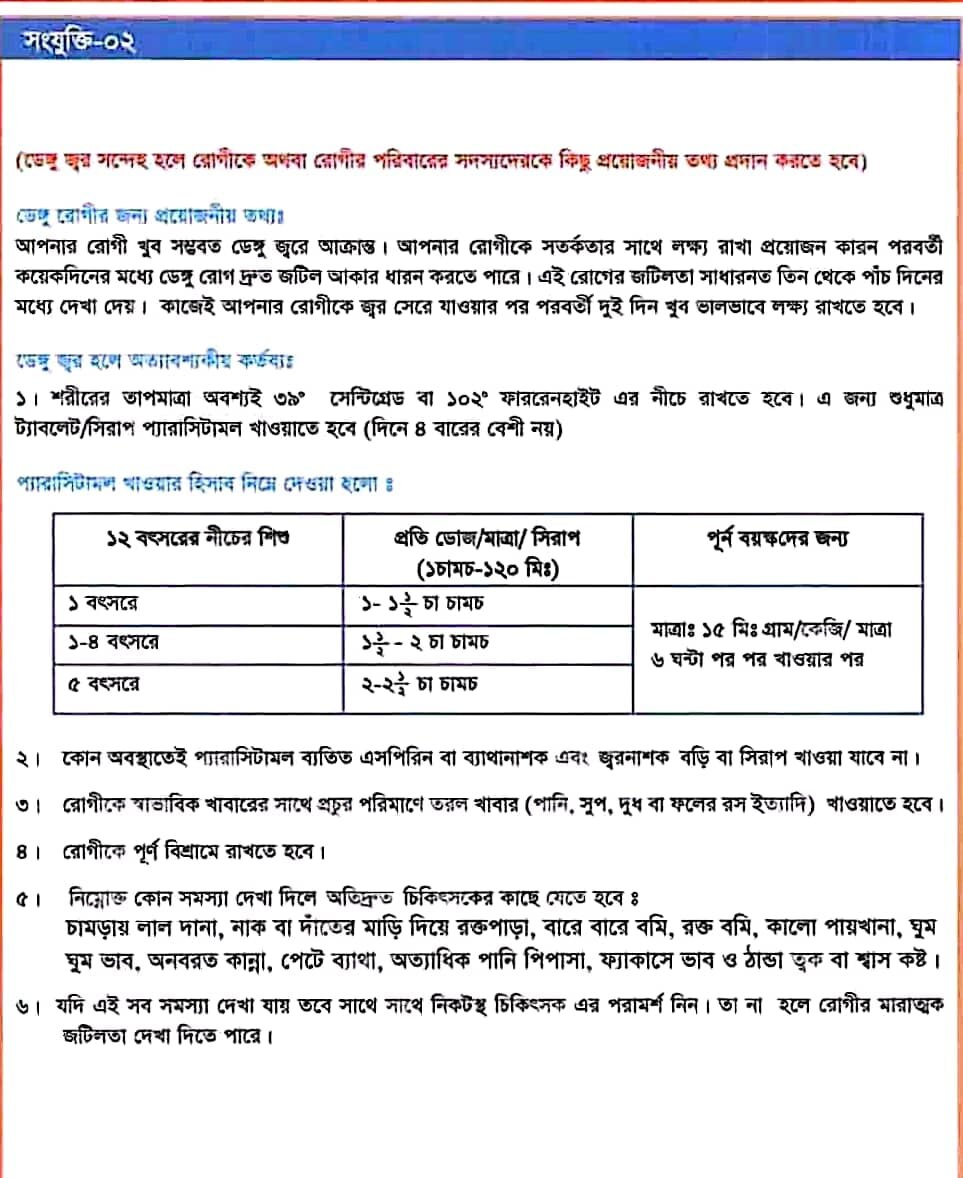 সংযুক্তি-০২
(ডেঙ্গু জ্বর সন্দেহ হলে রোগীকে অথবা রোগীর পরিবারের সদস্যদেরকে কিছু প্রয়োজনীয় তথ্য প্রদান করতে হবে)
ডেঙ্গু রোগীর জন্য প্রয়োজনীয় তথ্যঃ
আপনার রোগী খুব সম্ভবত ডেঙ্গু জ্বরে আক্রান্ত। আপনার রোগীকে সতর্কতার সাথে লক্ষ্য রাখা প্রয়োজন কারন পরবর্তী
কয়েকদিনের মধ্যে ডেঙ্গু রোগ দ্রুত জটিল আকার ধারন করতে পারে। এই রোগের জটিলতা সাধারনত তিন থেকে পাঁচ দিনের
মধ্যে দেখা দেয়। কাজেই আপনার রোগীকে জ্বর সেরে যাওয়ার পর পরবর্তী দুই দিন খুব ভালভাবে লক্ষ্য রাখতে হবে।
ডেঙ্গু জ্বর হলে অত্যাবশ্যকীয় কর্তব্যঃ
১। শরীরের তাপমাত্রা অবশ্যই ৩৯° সেন্টিগ্রেড বা ১০২° ফাররেনহাইট এর নীচে রাখতে হবে। এ জন্য শুধুমাত্র
ট্যাবলেট/সিরাপ প্যারাসিটামল খাওয়াতে হবে (দিনে ৪ বারের বেশী নয়)
প্যারাসিটামল খাওয়ার হিসাব নিম্নে দেওয়া হলো ঃ
১২ বৎসরের নীচের শিশু প্রতি ডোজ/মাত্রা/ সিরাপ পূর্ন বয়স্কদের জন্য
(১চামচ-১২০ মিঃ)
১ বৎসরে ১- ১ ১/২ চা চামচ
১-৪ বৎসরে ১ ১/২ - ২ চা চামচ
৫ বৎসরে ২-২ ১/২ চা চামচ
মাত্রাঃ ১৫ মিঃ গ্রাম/কেজি/ মাত্রা
৬ ঘন্টা পর পর খাওয়ার পর
২। কোন অবস্থাতেই প্যারাসিটামল ব্যতিত এসপিরিন বা ব্যাথানাশক এবং জ্বরনাশক বড়ি বা সিরাপ খাওয়া যাবে না।
৩। রোগীকে স্বাভাবিক খাবারের সাথে প্রচুর পরিমাণে তরল খাবার (পানি, সুপ, দুধ বা ফলের রস ইত্যাদি) খাওয়াতে হবে।
৪। রোগীকে পূর্ণ বিশ্রামে রাখতে হবে।
৫। নিম্নোক্ত কোন সমস্যা দেখা দিলে অতিদ্রুত চিকিৎসকের কাছে যেতে হবে ঃ
চামড়ায় লাল দানা, নাক বা দাঁতের মাড়ি দিয়ে রক্তপাড়া, বারে বারে বমি, রক্ত বমি, কালো পায়খানা, ঘুম
ঘুম ভাব, অনবরত কান্না, পেটে ব্যাথা, অত্যাধিক পানি পিপাসা, ফ্যাকাসে ভাব ও ঠান্ডা ত্বক বা শ্বাস কষ্ট।
৬। যদি এই সব সমস্যা দেখা যায় তবে সাথে সাথে নিকটস্থ চিকিৎসক এর পরামর্শ নিন। তা না হলে রোগীর মারাত্মক
জটিলতা দেখা দিতে পারে।